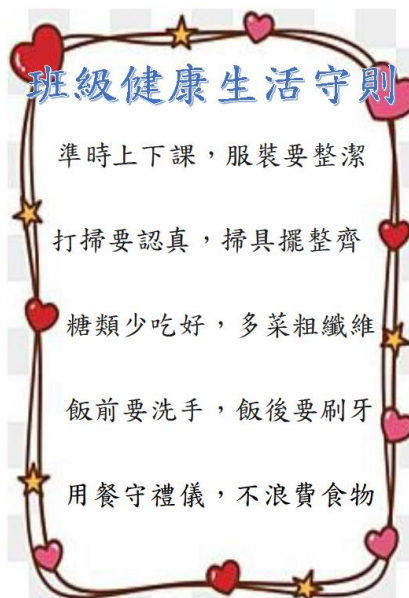 班級健康生活守則
準時上下課，服裝要整潔
打掃要認真，掃具擺整齊
糖類少吃好，多菜粗纖維
飯前要洗手，飯後要刷牙
用餐守禮儀，不浪費食物